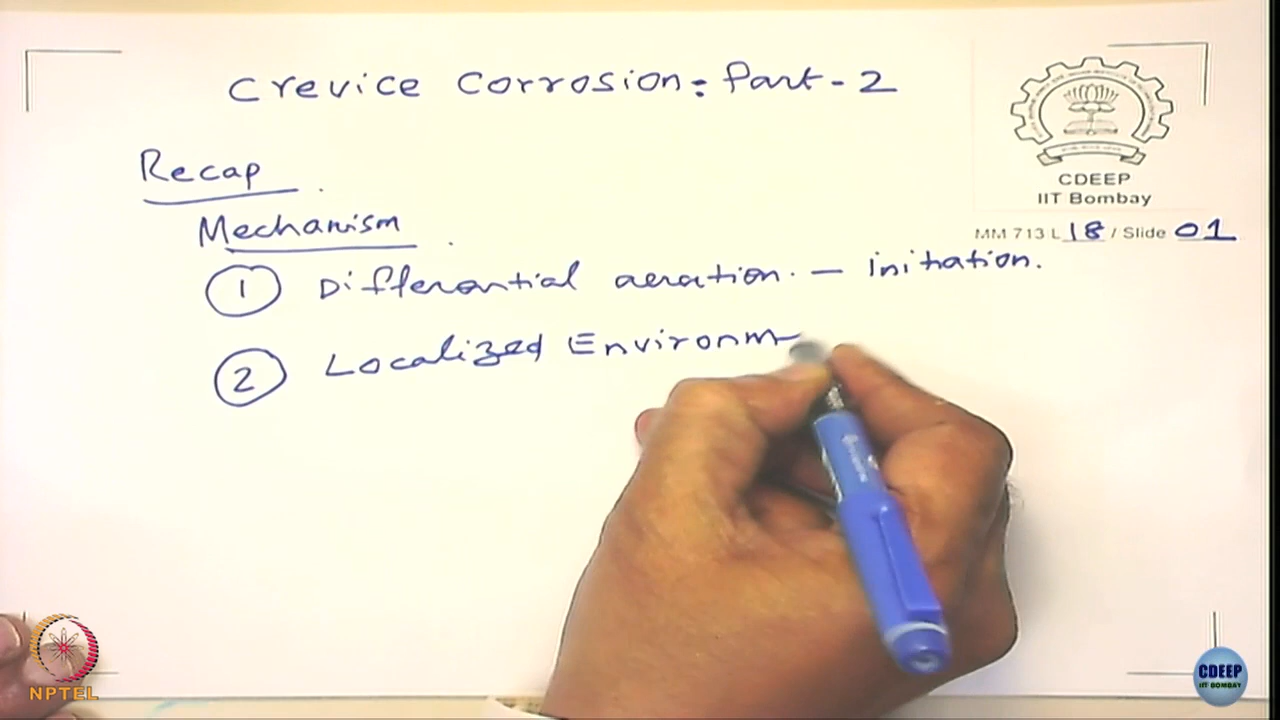 Crevice Corrosion: Part-2
CDEEP
IIT Bombay
MM 713 L 18 / Slide 01
Recap
Mechanism
1 Differential aeration. - initiation.
2 Localized Environm
NPTEL
CDEEP
IIT BOMBAY